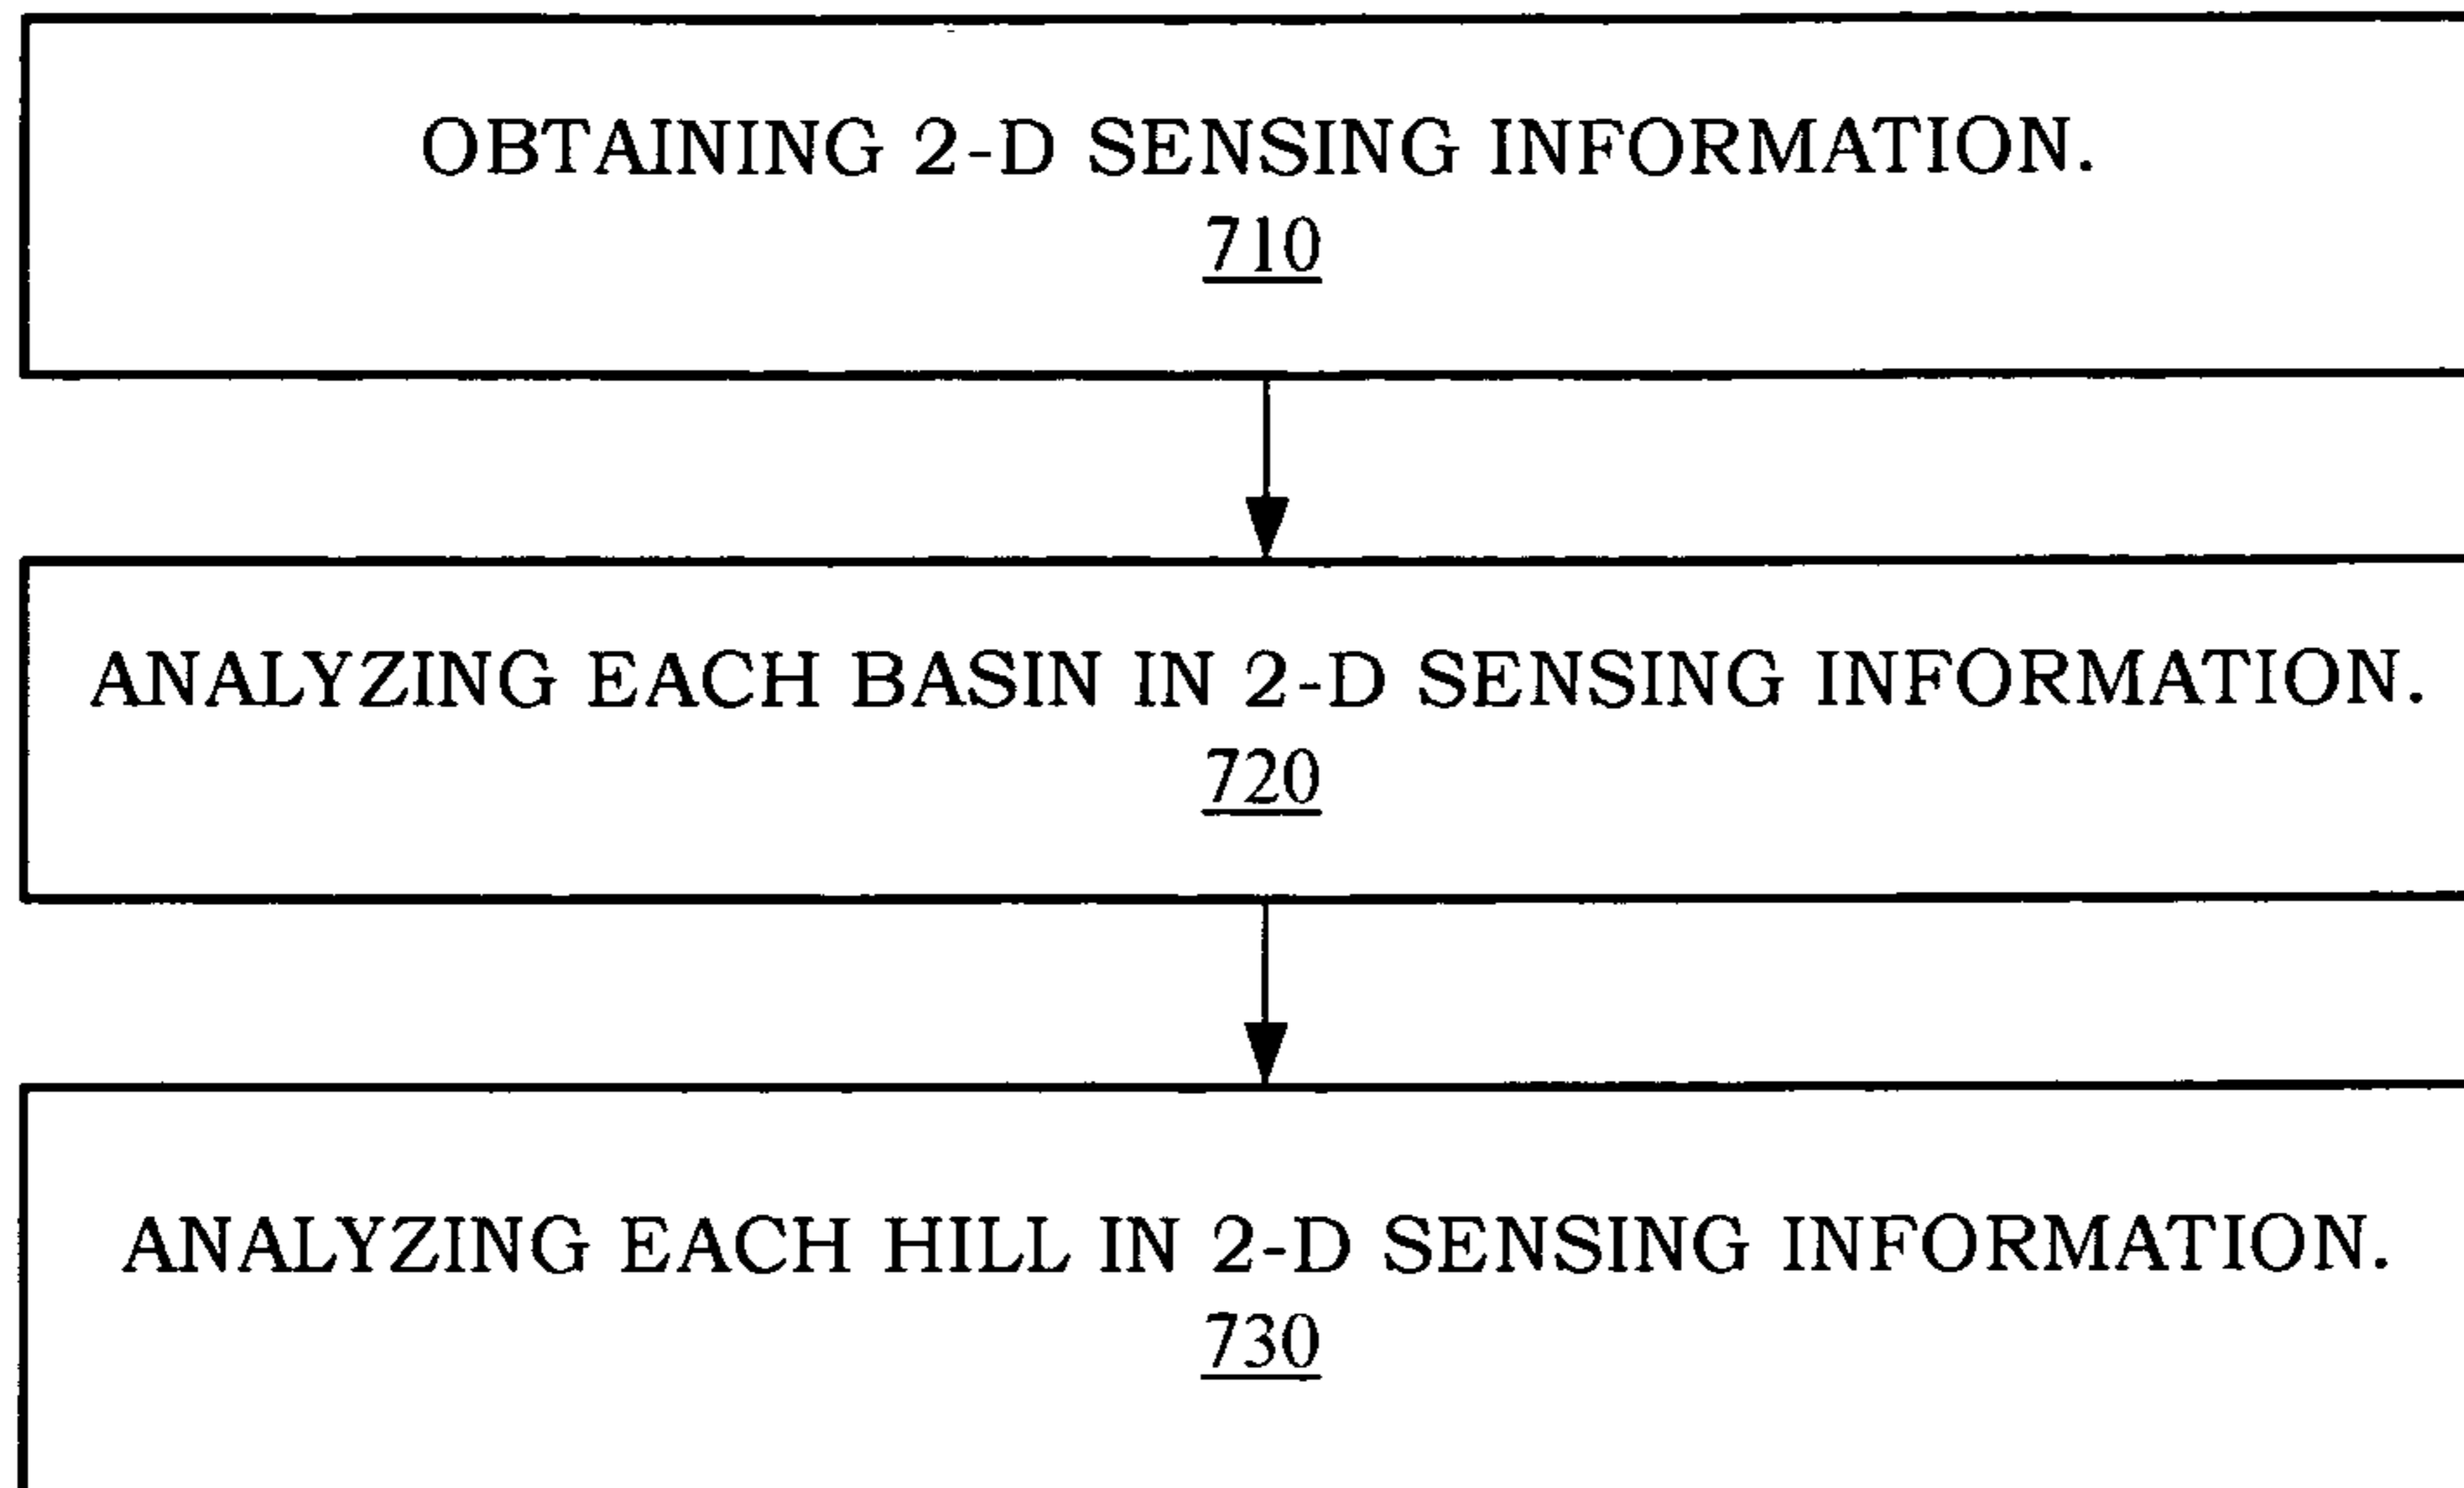 OBTAINING 2-D SENSING INFORMATION.
710
ANALYZING EACH BASIN IN 2-D SENSING INFORMATION.
720
ANALYZING EACH HILL IN 2-D SENSING INFORMATION.
730